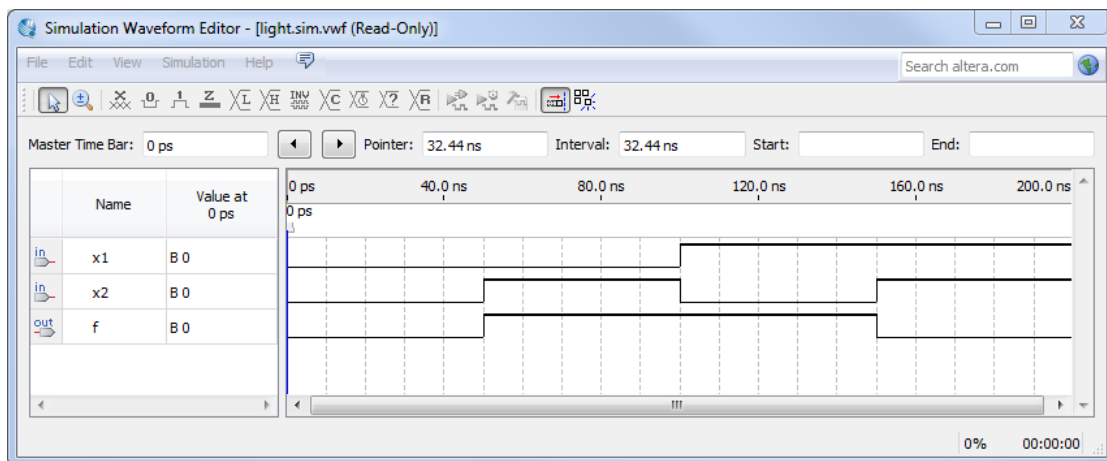 Simulation Waveform Editor - [light.sim.vwf (Read-Only)]
File Edit View Simulation Help Search altera.com
Master Time Bar: 0 ps Pointer: 32.44 ns Interval: 32.44 ns Start: End:
Name Value at 0 ps 0 ps 40.0 ns 80.0 ns 120.0 ns 160.0 ns 200.0 ns
0 ps
in x1 B 0
in x2 B 0
out f B 0
0% 00:00:00